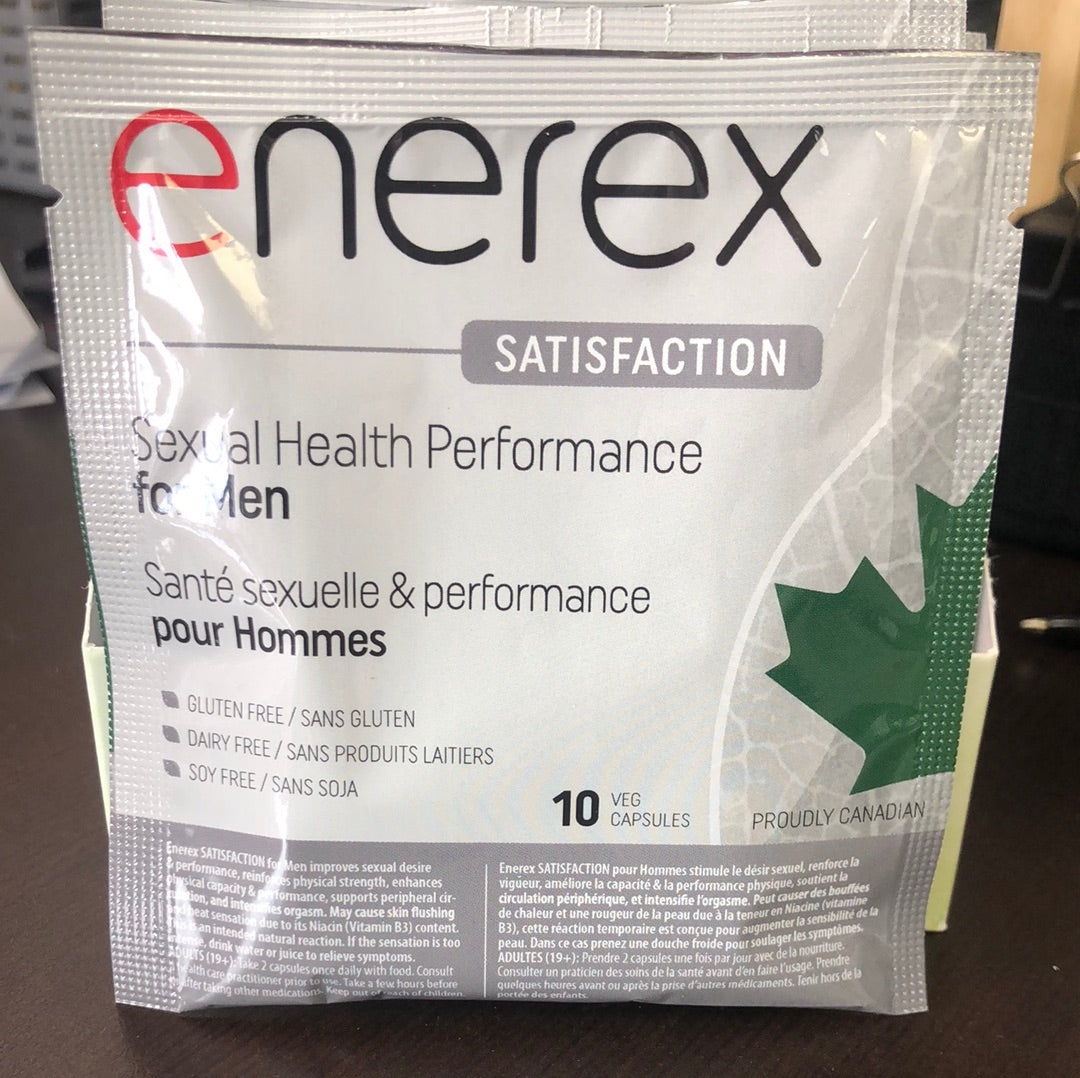 enerex
SATISFACTION
Sexual Health Performance
for Men
Santé sexuelle & performance
pour Hommes
GLUTEN FREE / SANS GLUTEN
DAIRY FREE / SANS PRODUITS LAITIERS
SOY FREE / SANS SOJA
10 VEG
CAPSULES
PROUDLY CANADIAN
Enerex SATISFACTION for Men improves sexual desire
& performance, reinforces physical strength, enhances
physical capacity & performance, supports peripheral cir-
culation, and intensifies orgasm. May cause skin flushing
and heat sensation due to its Niacin (Vitamin B3) content.
This is an intended natural reaction. If the sensation is too
intense, drink water or juice to relieve symptoms.
ADULTS (19+): Take 2 capsules once daily with food. Consult
a health care practitioner prior to use. Take a few hours before
or after taking other medications. Keep out of reach of children.
Enerex SATISFACTION pour Hommes stimule le désir sexuel, renforce la
vigüeur, améliore la capacité & la performance physique, soutient la
circulation périphérique, et intensifie l'orgasme. Peut causer des bouffées
de chaleur et une rougeur de la peau due à la teneur en Niacine (vitamine
B3), cette réaction temporaire est conçue pour augmenter la sensibilité de la
peau. Dans ce cas prenez une douche froide pour soulager les symptômes.
ADULTES (19+): Prendre 2 capsules une fois par jour avec de la nourriture.
Consulter un praticien des soins de la santé avant d'en faire l'usage. Prendre
quelques heures avant ou après la prise d'autres médicaments. Tenir hors de la
portée des enfants.